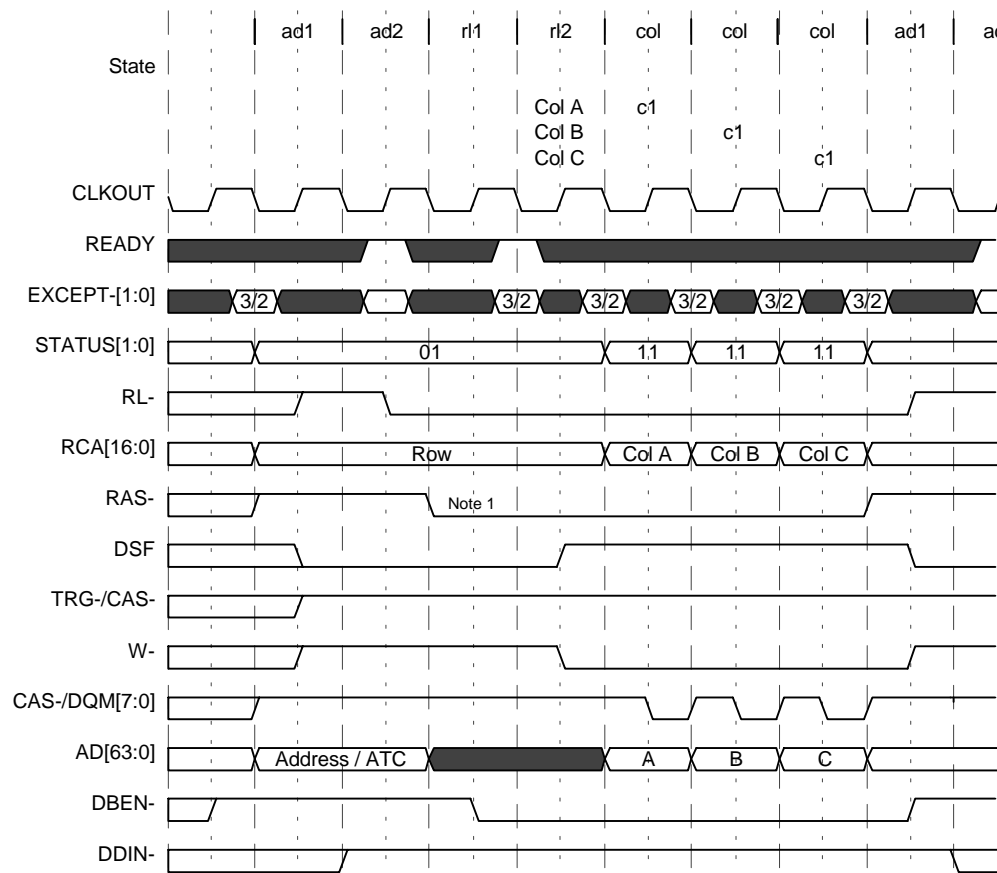 ad1 ad2 rl1 rl2 col col col ad1 ad
State
Col A c1
Col B c1
Col C c1
CLKOUT
READY
EXCEPT-[1:0] 3/2 3/2 3/2 3/2 3/2 3/2
STATUS[1:0] 01 11 11 11
RL-
RCA[16:0] Row Col A Col B Col C
RAS- Note 1
DSF
TRG-/CAS-
W-
CAS-/DQM[7:0]
AD[63:0] Address / ATC A B C
DBEN-
DDIN-